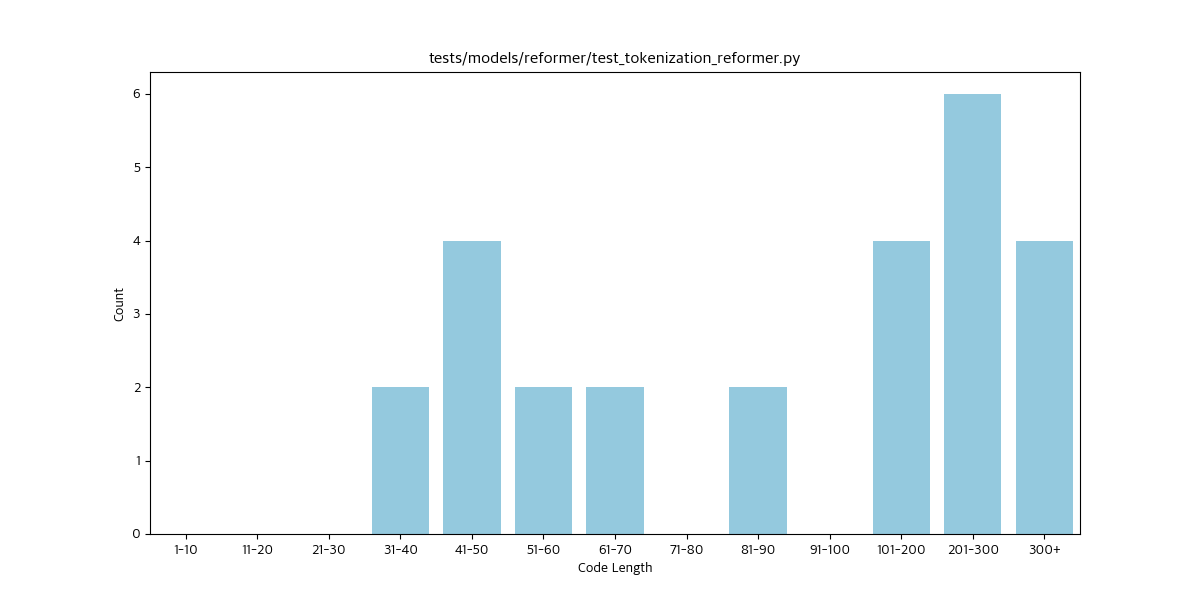 tests/models/reformer/test_tokenization_reformer.py
Count
6
5
4
3
2
1
0
1-10 11-20 21-30 31-40 41-50 51-60 61-70 71-80 81-90 91-100 101-200 201-300 300+
Code Length